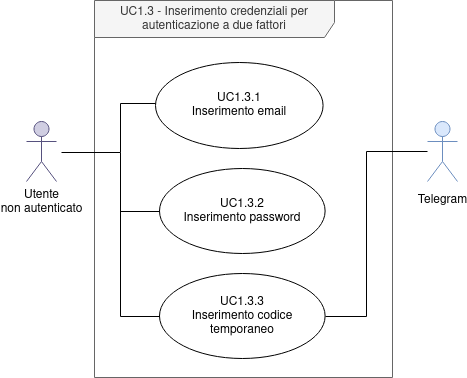 UC1.3 - Inserimento credenziali per
autenticazione a due fattori
UC1.3.1
Inserimento email
Utente
non autenticato
UC1.3.2
Inserimento password
Telegram
UC1.3.3
Inserimento codice
temporaneo